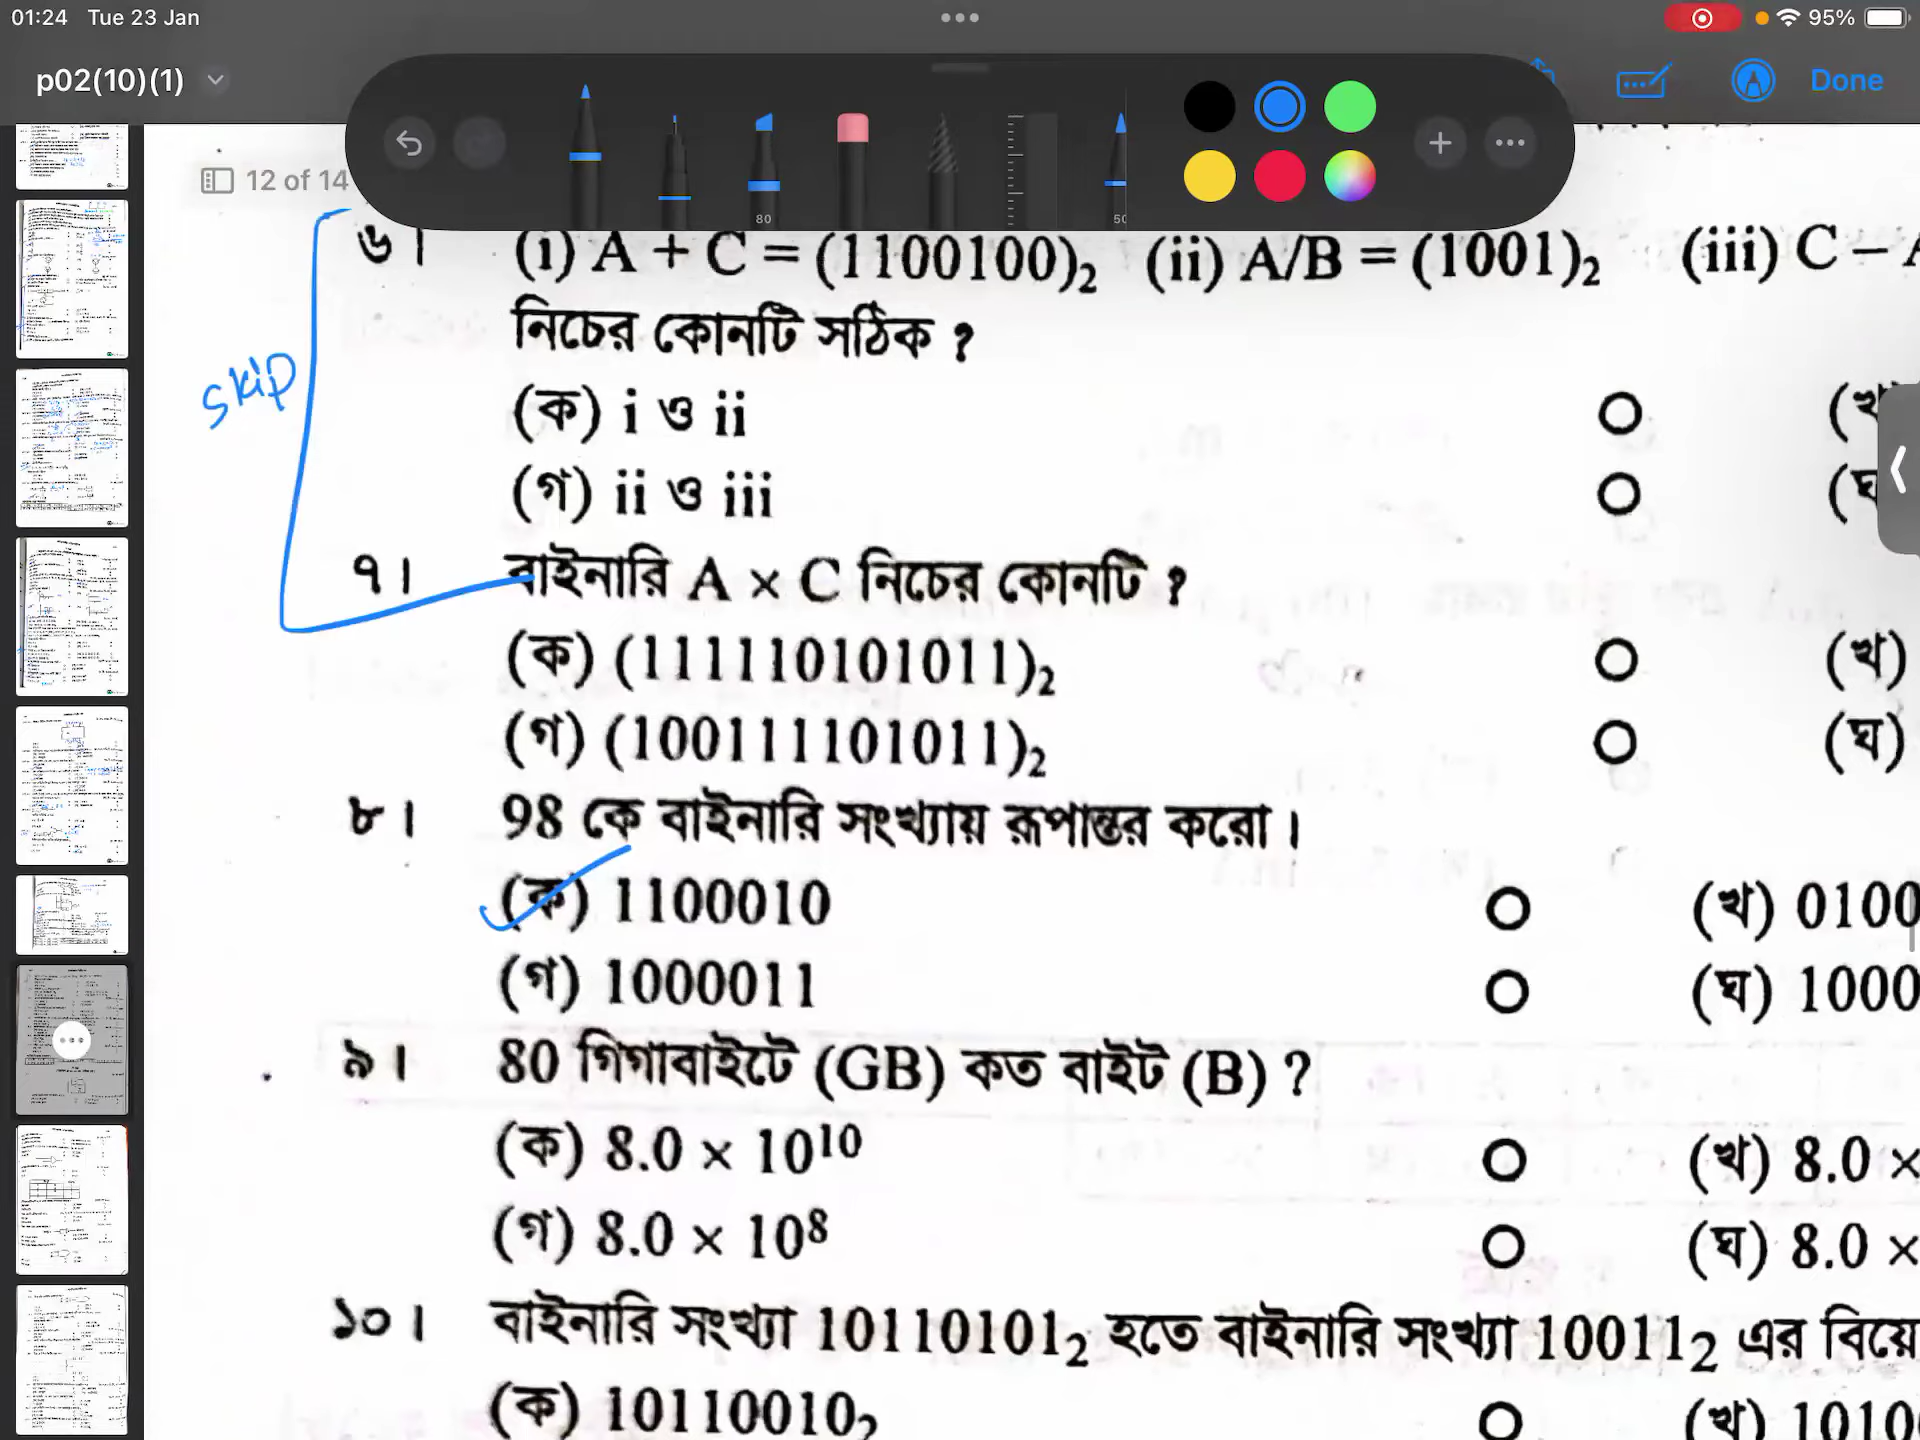 01:24 Tue 23 Jan
95%
p02(10)(1)
Done
80
50
12 of 14
৬। (i) A + C = (1100100)₂ (ii) A/B = (1001)₂ (iii) C –
নিচের কোনটি সঠিক ?
(ক) i ও ii
(গ) ii ও iii
skip
৭। বাইনারি A × C নিচের কোনটি ?
(ক) (111110101011)₂ (খ)
(গ) (100111101011)₂ (ঘ)
৮। 98 কে বাইনারি সংখ্যায় রূপান্তর করো।
(ক) 1100010 (খ) 0100
(গ) 1000011 (ঘ) 1000
৯। 80 গিগাবাইটে (GB) কত বাইট (B) ?
(ক) 8.0 × 10¹⁰ (খ) 8.0 ×
(গ) 8.0 × 10⁸ (ঘ) 8.0 ×
১০। বাইনারি সংখ্যা 10110101₂ হতে বাইনারি সংখ্যা 10011₂ এর বিয়ে
(ক) 10110010₂ (খ) 1010